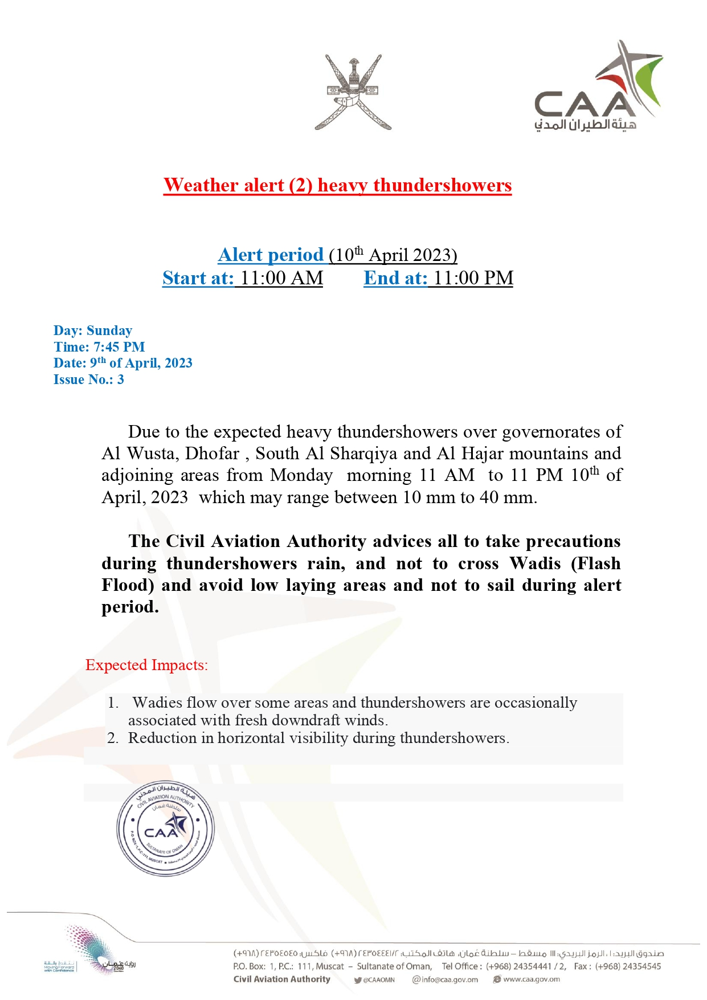 CAA
هيئة الطيران المدني
Weather alert (2) heavy thundershowers
Alert period (10th April 2023)
Start at: 11:00 AM End at: 11:00 PM
Day: Sunday
Time: 7:45 PM
Date: 9th of April, 2023
Issue No.: 3
Due to the expected heavy thundershowers over governorates of
Al Wusta, Dhofar , South Al Sharqiya and Al Hajar mountains and
adjoining areas from Monday morning 11 AM to 11 PM 10th of
April, 2023 which may range between 10 mm to 40 mm.
The Civil Aviation Authority advices all to take precautions
during thundershowers rain, and not to cross Wadis (Flash
Flood) and avoid low laying areas and not to sail during alert
period.
Expected Impacts:
1. Wadies flow over some areas and thundershowers are occasionally
associated with fresh downdraft winds.
2. Reduction in horizontal visibility during thundershowers.
هيئة الطيران المدني
CIVIL AVIATION AUTHORITY
سلطنة عمان
CAA
SULTANATE OF OMAN
P.O. BOX:1, P.C:111, MUSCAT
نتقدم بثقة
Moving Forward
with Confidence
رؤية عُمان
2040
صندوق البريد: ١، الرمز البريدي: ١١١ مسقط – سلطنة عُمان، هاتف المكتب: ٢٤٣٥٤٤٤١/٢ (٩٦٨+) فاكس: ٢٤٣٥٤٥٤٥ (٩٦٨+)
P.O. Box: 1, P.C.: 111, Muscat – Sultanate of Oman, Tel Office : (+968) 24354441 / 2, Fax : (+968) 24354545
Civil Aviation Authority @CAAOMN @info@caa.gov.om www.caa.gov.om